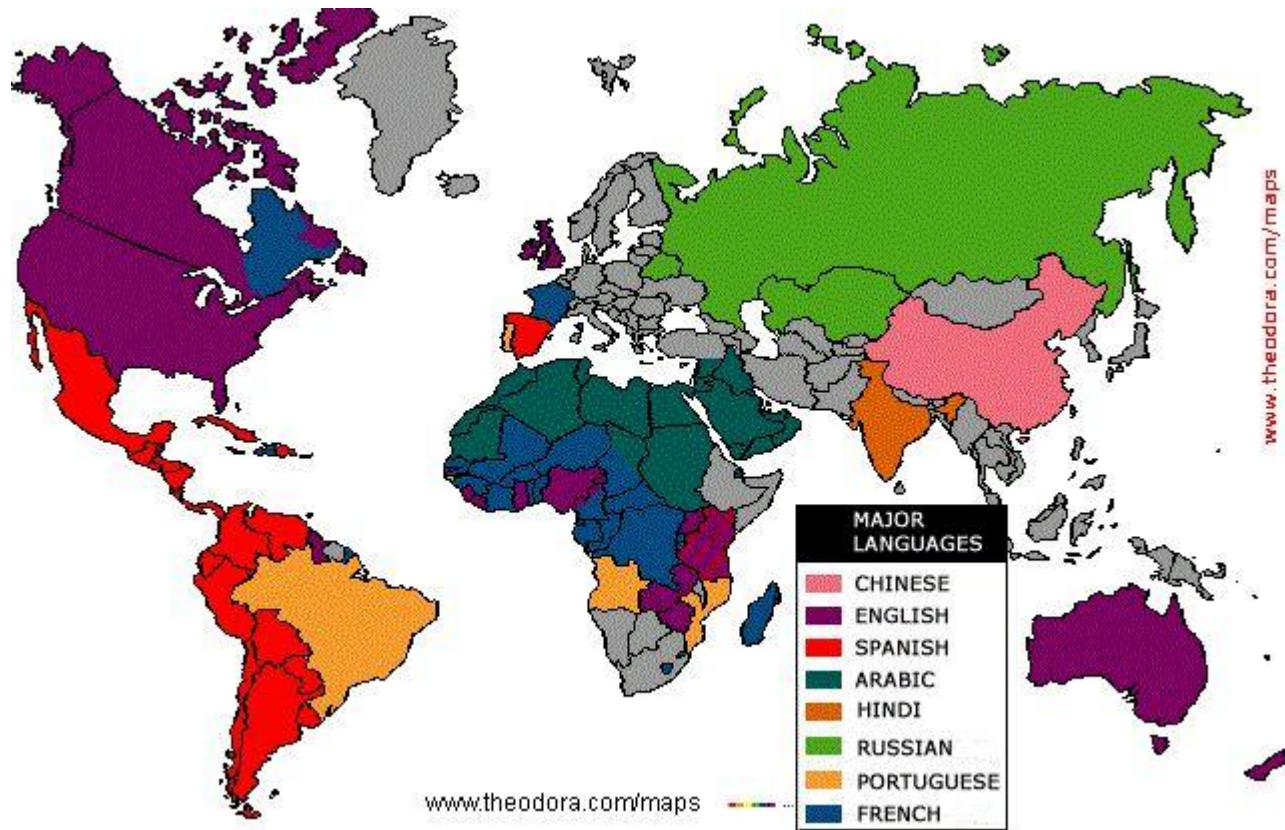 www.theodora.com/maps
MAJOR
LANGUAGES
CHINESE
ENGLISH
SPANISH
ARABIC
HINDI
RUSSIAN
PORTUGUESE
FRENCH
www.theodora.com/maps